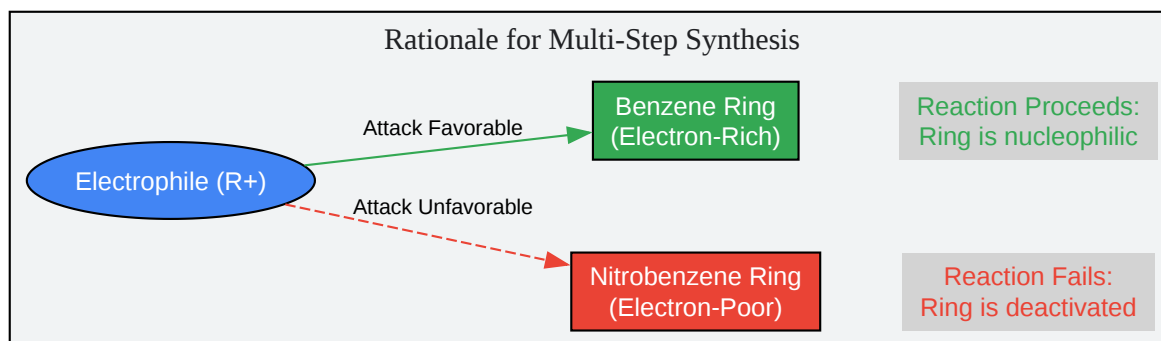 Rationale for Multi-Step Synthesis
Benzene Ring
(Electron-Rich)
Reaction Proceeds:
Ring is nucleophilic
Attack Favorable
Electrophile (R+)
Attack Unfavorable
Nitrobenzene Ring
(Electron-Poor)
Reaction Fails:
Ring is deactivated